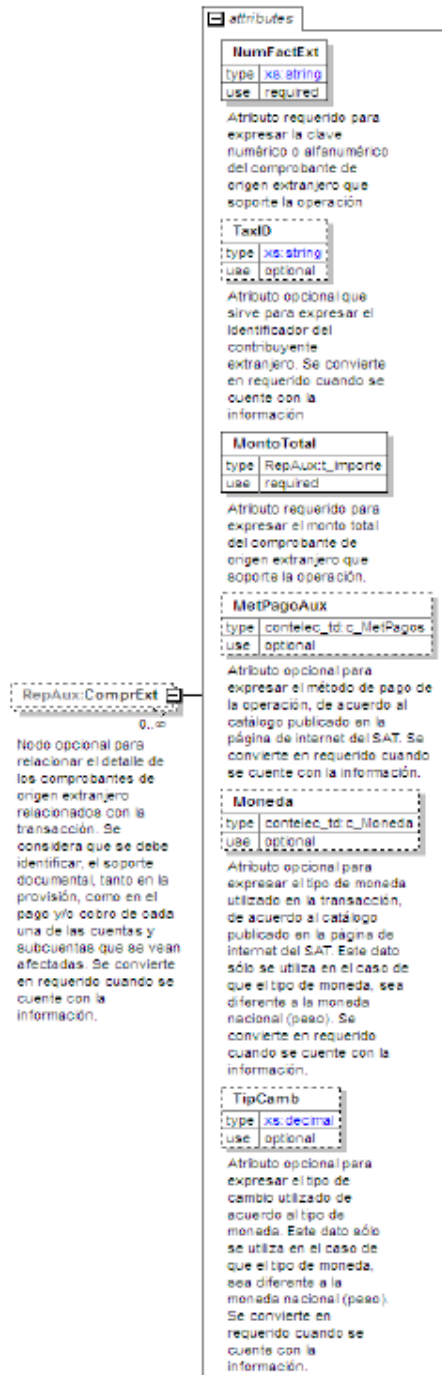 attributes
NumFactExt
type xs:string
use required
Atributo requerido para
expresar la clave
numérico o alfanumérico
del comprobante de
origen extranjero que
soporte la operación
TaxID
type xs:string
use optional
Atributo opcional que
sirve para expresar el
Identificador del
contribuyente
extranjero. Se convierte
en requerido cuando se
cuente con la
información
MontoTotal
type RepAux:t_importe
use required
Atributo requerido para
expresar el monto total
del comprobante de
origen extranjero que
soporte la operación.
MetPagoAux
type contelec_td:c_MetPagos
use optional
Atributo opcional para
expresar el método de pago de
la operación, de acuerdo al
catálogo publicado en la
página de internet del SAT. Se
convierte en requerido cuando
se cuente con la información.
RepAux:ComprExt
0..∞
Nodo opcional para
relacionar el detalle de
los comprobantes de
origen extranjero
relacionados con la
transacción. Se
considera que se debe
identificar, el soporte
documental, tanto en la
provisión, como en el
pago y/o cobro de cada
una de las cuentas y
subcuentas que se vean
afectadas. Se convierte
en requerido cuando se
cuente con la
información.
Moneda
type contelec_td:c_Moneda
use optional
Atributo opcional para
expresar el tipo de moneda
utilizado en la transacción,
de acuerdo al catálogo
publicado en la página de
internet del SAT. Este dato
sólo se utiliza en el caso de
que el tipo de moneda, sea
diferente a la moneda
nacional (peso). Se
convierte en requerido
cuando se cuente con la
información.
TipCamb
type xs:decimal
use optional
Atributo opcional para
expresar el tipo de
cambio utilizado de
acuerdo al tipo de
moneda. Este dato sólo
se utiliza en el caso de
que el tipo de moneda,
sea diferente a la
moneda nacional (peso).
Se convierte en
requerido cuando se
cuente con la
información.